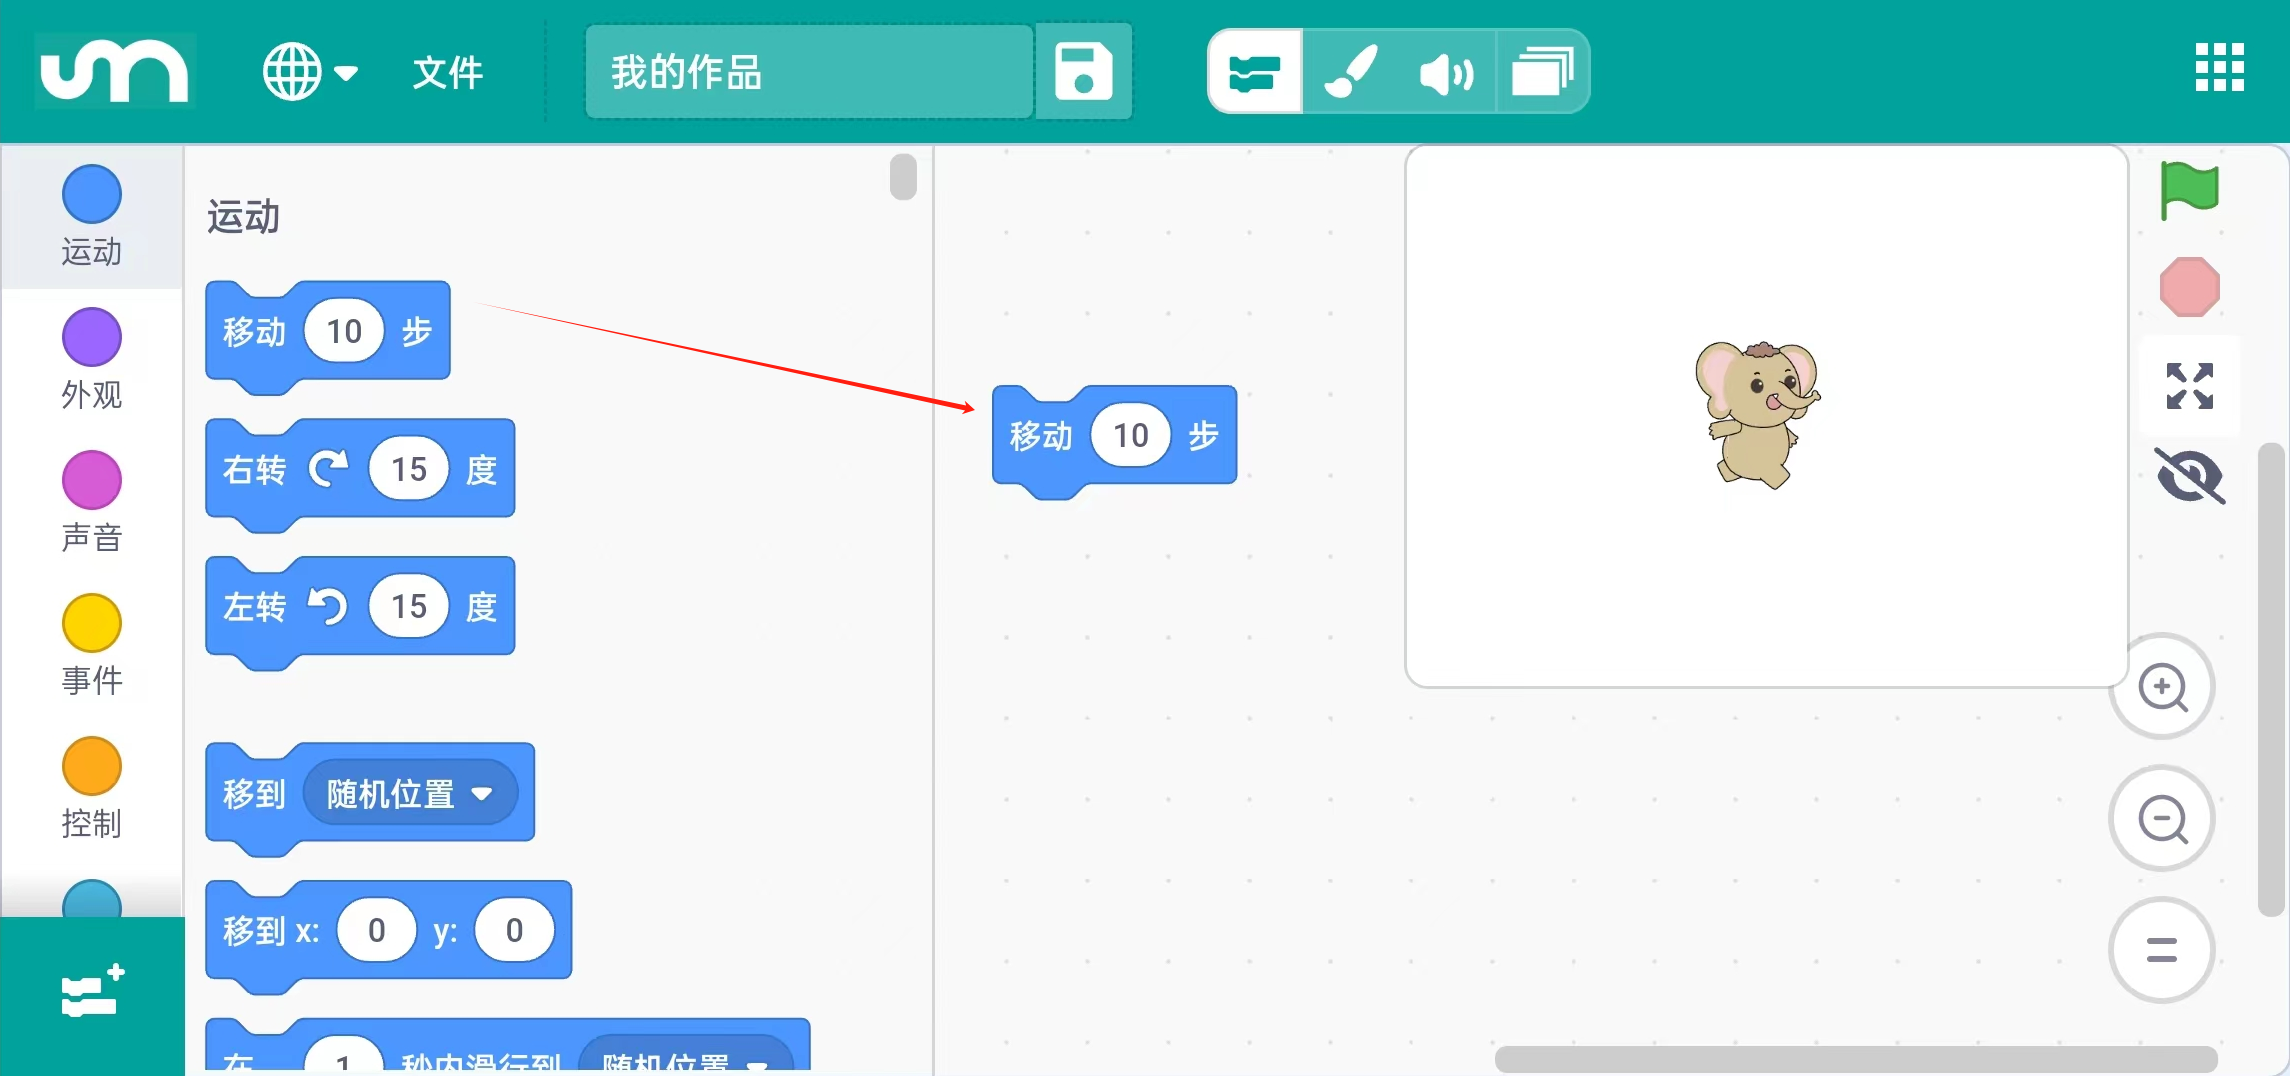 um
文件
我的作品
运动
外观
声音
事件
控制
运动
移动 10 步
右转 15 度
左转 15 度
移到 随机位置
移到 x: 0 y: 0
在 1 秒内滑行到 随机位置
移动 10 步